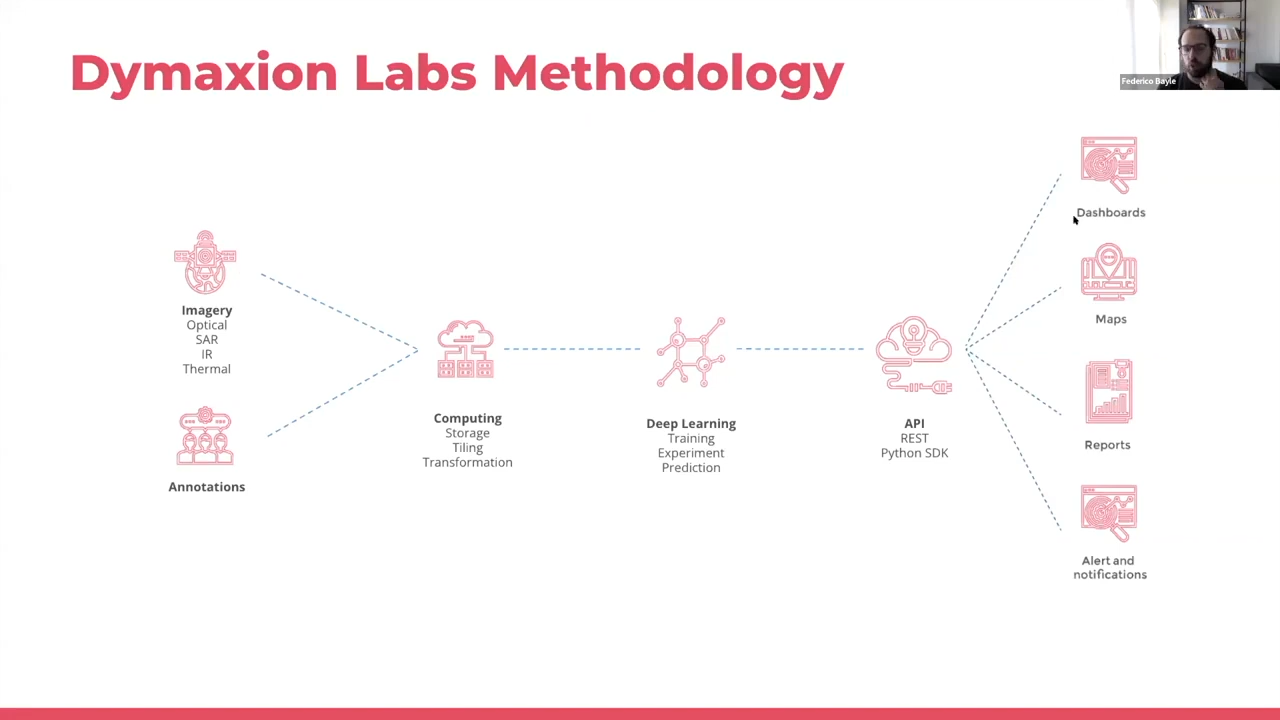 Dymaxion Labs Methodology
Federico Bayle
Imagery
Optical
SAR
IR
Thermal
Annotations
Computing
Storage
Tiling
Transformation
Deep Learning
Training
Experiment
Prediction
API
REST
Python SDK
Dashboards
Maps
Reports
Alert and
notifications